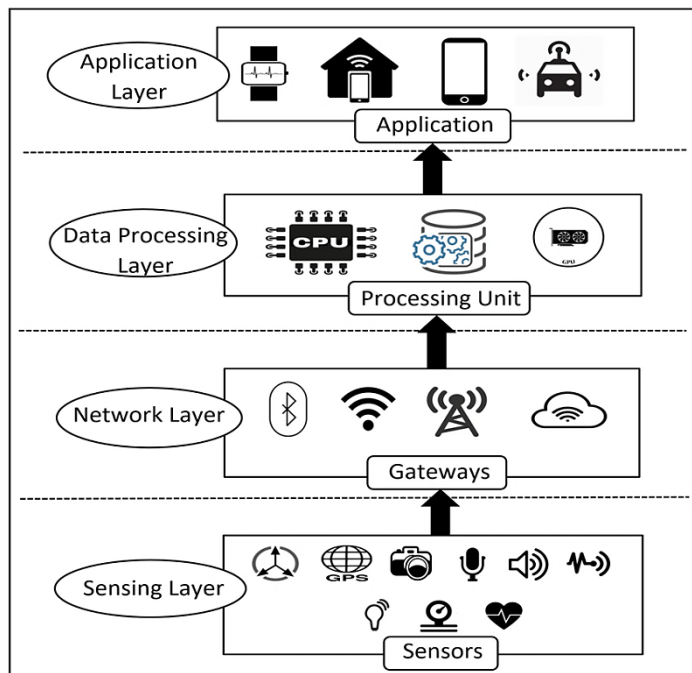 Application
Layer
Application
Data Processing
Layer
CPU
GPU
Processing Unit
Network Layer
Gateways
Sensing Layer
GPS
Sensors